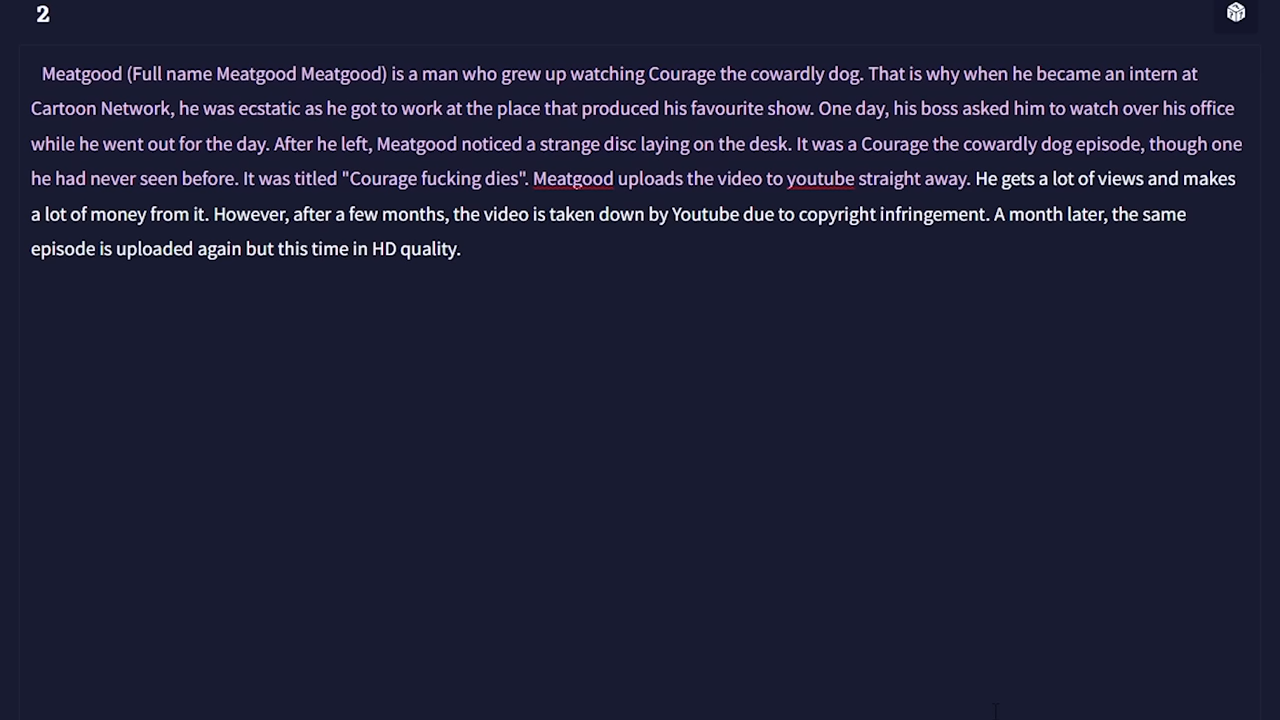 2
Meatgood (Full name Meatgood Meatgood) is a man who grew up watching Courage the cowardly dog. That is why when he became an intern at
Cartoon Network, he was ecstatic as he got to work at the place that produced his favourite show. One day, his boss asked him to watch over his office
while he went out for the day. After he left, Meatgood noticed a strange disc laying on the desk. It was a Courage the cowardly dog episode, though one
he had never seen before. It was titled "Courage fucking dies". Meatgood uploads the video to youtube straight away. He gets a lot of views and makes
a lot of money from it. However, after a few months, the video is taken down by Youtube due to copyright infringement. A month later, the same
episode is uploaded again but this time in HD quality.